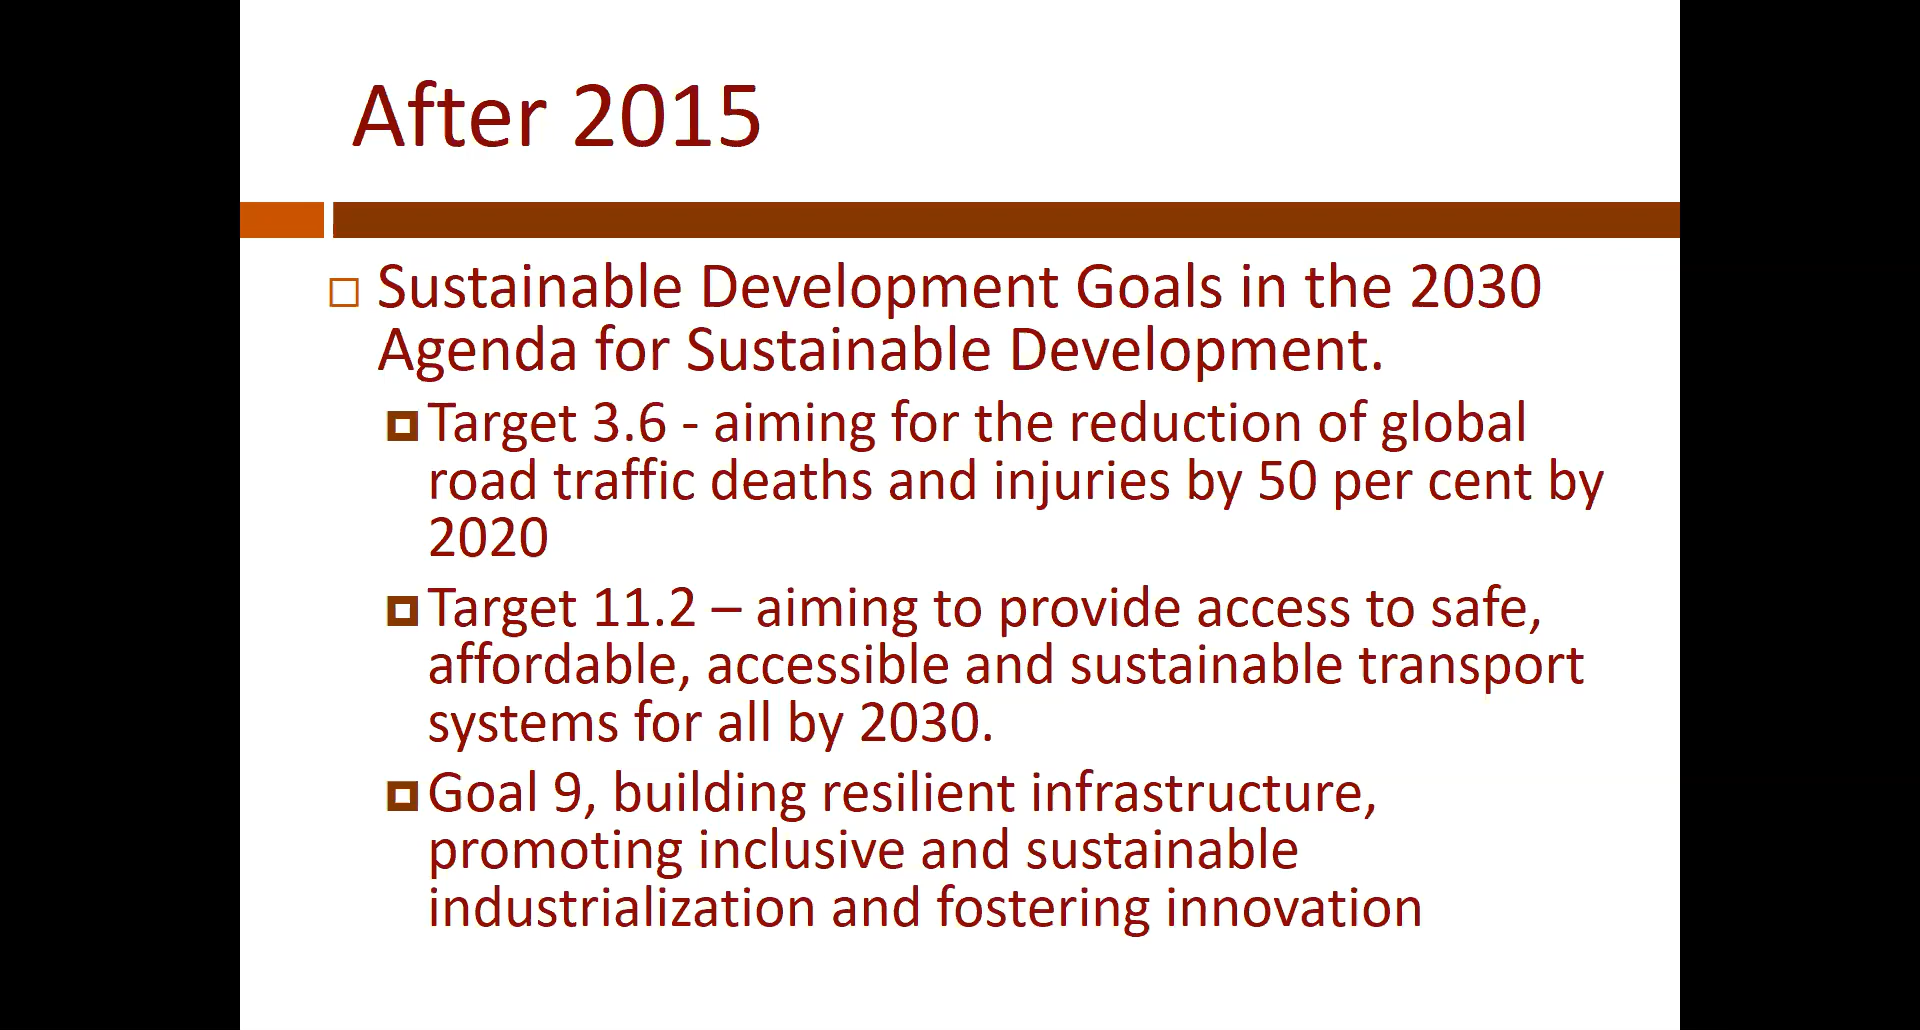 After 2015
Sustainable Development Goals in the 2030
Agenda for Sustainable Development.
Target 3.6 - aiming for the reduction of global
road traffic deaths and injuries by 50 per cent by
2020
Target 11.2 – aiming to provide access to safe,
affordable, accessible and sustainable transport
systems for all by 2030.
Goal 9, building resilient infrastructure,
promoting inclusive and sustainable
industrialization and fostering innovation